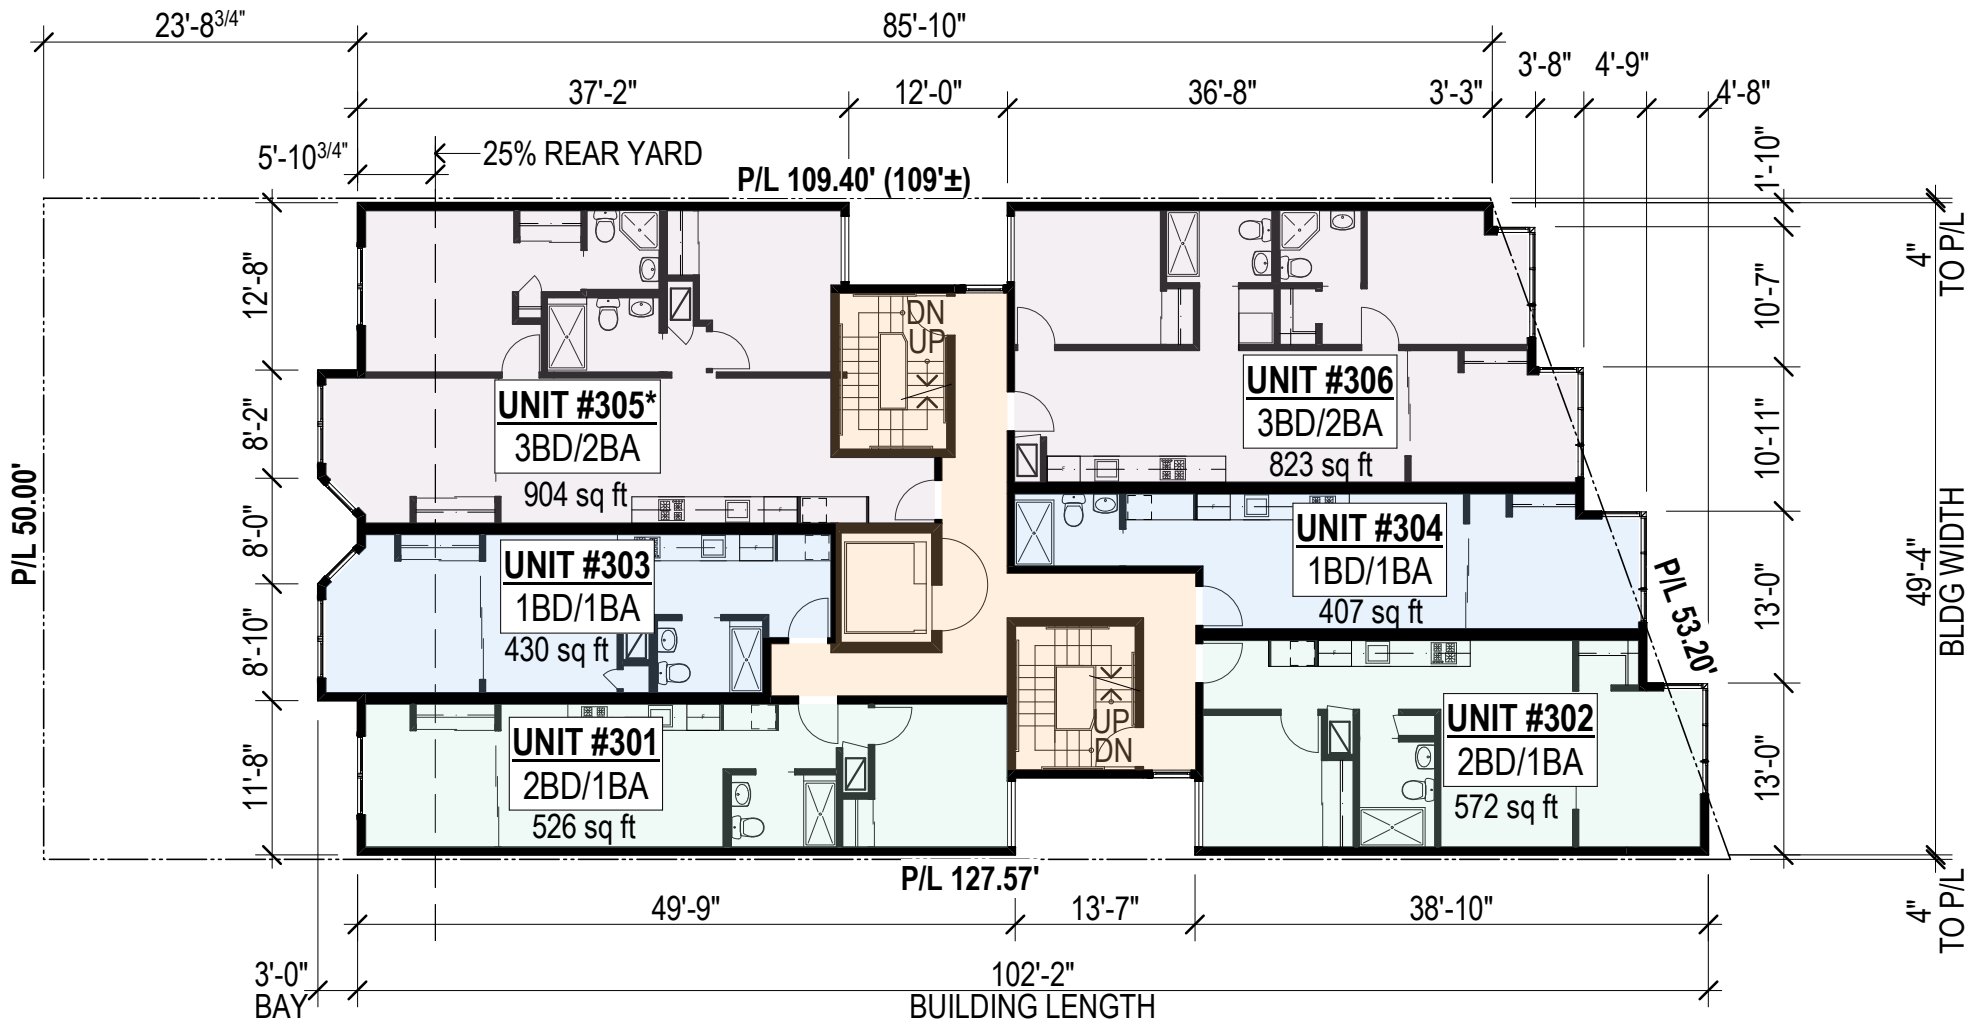 23'-8 3/4"
85'-10"
3'-8"
4'-9"
37'-2"
12'-0"
36'-8"
3'-3"
4'-8"
5'-10 3/4"
25% REAR YARD
P/L 109.40' (109'±)
1'-10"
4"
TO P/L
12'-8"
DN
UP
10'-7"
8'-2"
UNIT #305*
3BD/2BA
904 sq ft
UNIT #306
3BD/2BA
823 sq ft
10'-11"
P/L 50.00'
8'-0"
UNIT #303
1BD/1BA
430 sq ft
UNIT #304
1BD/1BA
407 sq ft
P/L 53.20'
13'-0"
49'-4"
BLDG WIDTH
8'-10"
UP
DN
11'-8"
UNIT #301
2BD/1BA
526 sq ft
UNIT #302
2BD/1BA
572 sq ft
13'-0"
P/L 127.57'
49'-9"
13'-7"
38'-10"
4"
TO P/L
3'-0"
BAY
102'-2"
BUILDING LENGTH